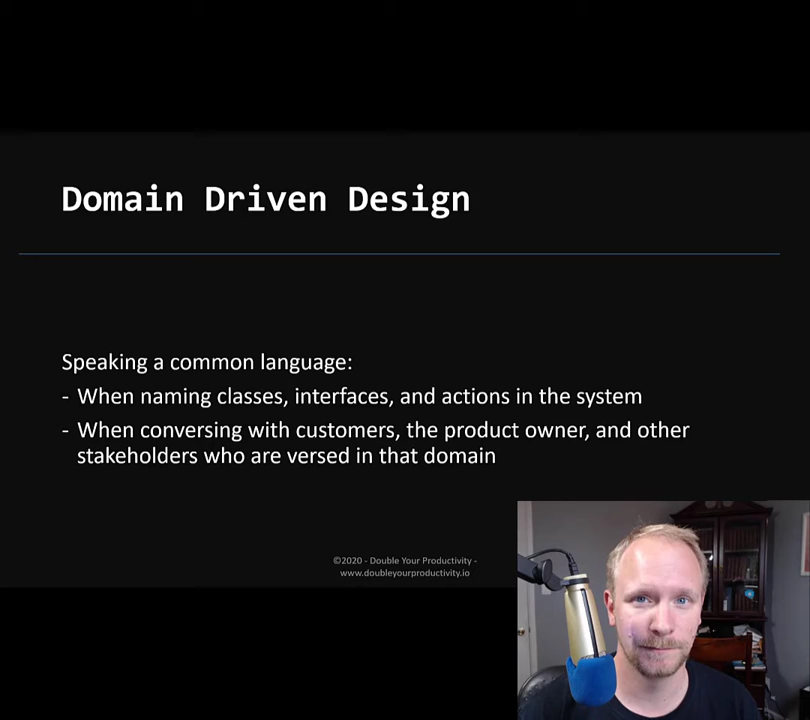 Domain Driven Design
Speaking a common language:
- When naming classes, interfaces, and actions in the system
- When conversing with customers, the product owner, and other
stakeholders who are versed in that domain
©2020 - Double Your Productivity -
www.doubleyourproductivity.io